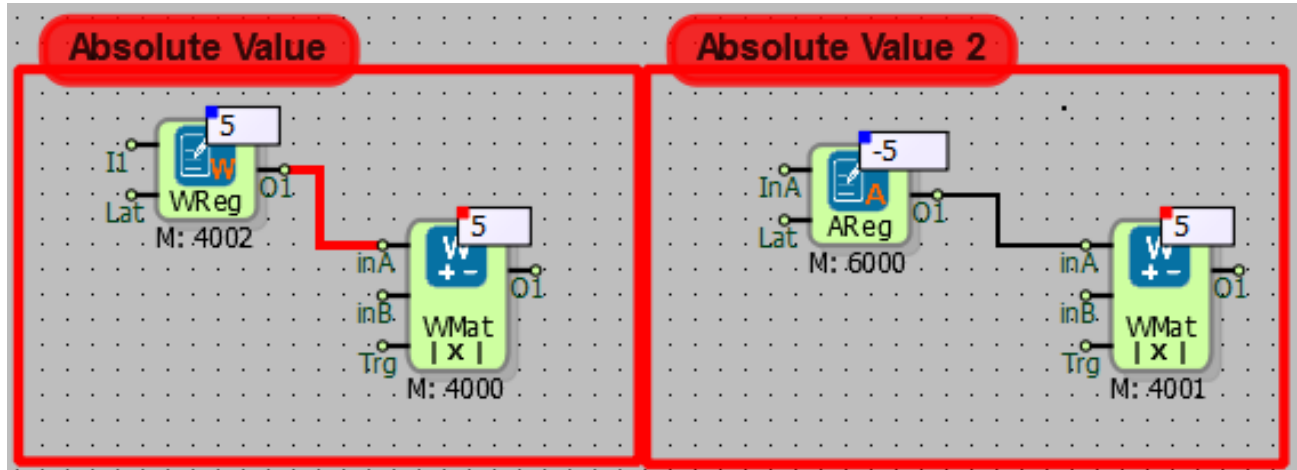 Absolute Value
5
I1
W
O1
Lat
WReg
M: 4002
5
inA
W
+ -
O1
inB
WMat
Trg
| X |
M: 4000
Absolute Value 2
-5
InA
A
O1
Lat
AReg
M: 6000
5
inA
W
+ -
O1
inB
WMat
Trg
| X |
M: 4001